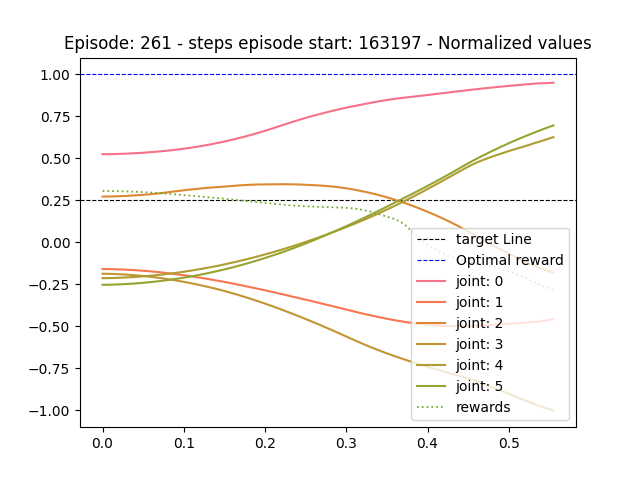 Episode: 261 - steps episode start: 163197 - Normalized values
1.00
0.75
0.50
0.25
0.00
−0.25
−0.50
−0.75
−1.00
target Line
Optimal reward
joint: 0
joint: 1
joint: 2
joint: 3
joint: 4
joint: 5
rewards
0.0 0.1 0.2 0.3 0.4 0.5